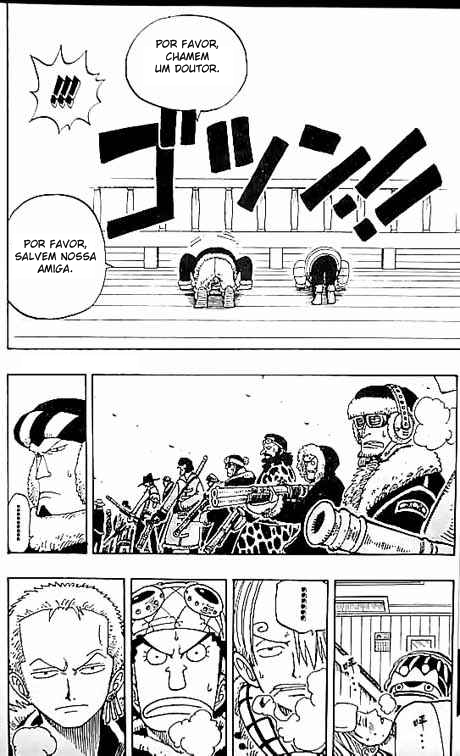 POR FAVOR,
CHAMEM
UM DOUTOR.
!!!
ゴツン!!
POR FAVOR,
SALVEM NOSSA
AMIGA.